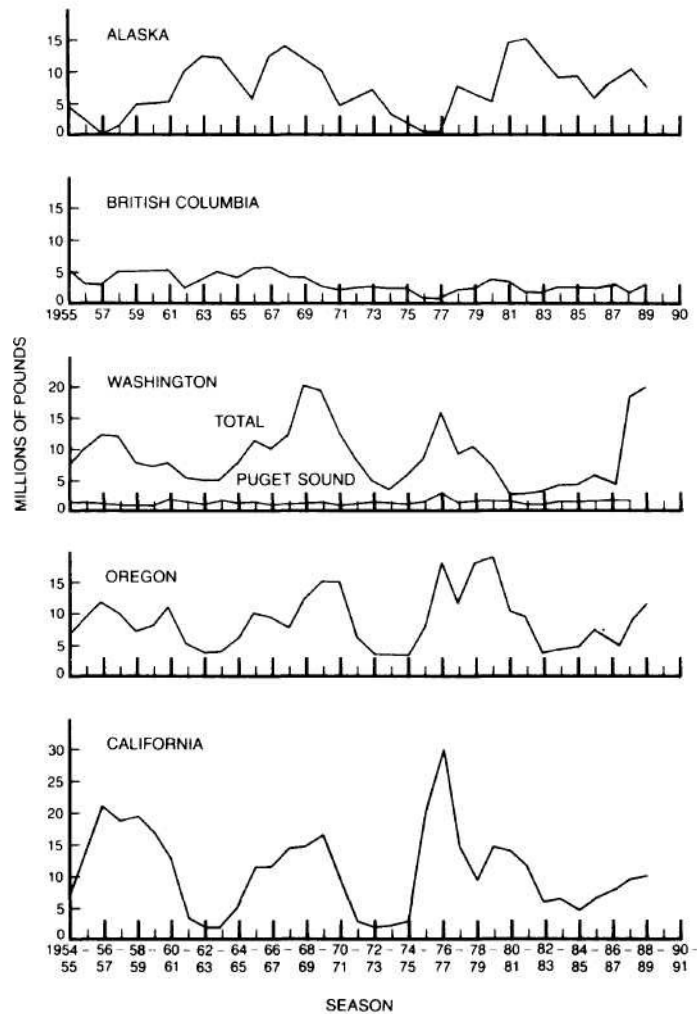 ALASKA
15
10
5
0
BRITISH COLUMBIA
15
10
5
0
1955 57 59 61 63 65 67 69 71 73 75 77 79 81 83 85 87 89 90
MILLIONS OF POUNDS
WASHINGTON
20
TOTAL
15
10
PUGET SOUND
5
0
OREGON
15
10
5
0
CALIFORNIA
30
25
20
15
10
5
0
1954 - 56 - 58 - 60 - 62 - 64 - 66 - 68 - 70 - 72 - 74 - 76 - 78 - 80 - 82 - 84 - 86 - 88 - 90 -
55 57 59 61 63 65 67 69 71 73 75 77 79 81 83 85 87 89 91
SEASON